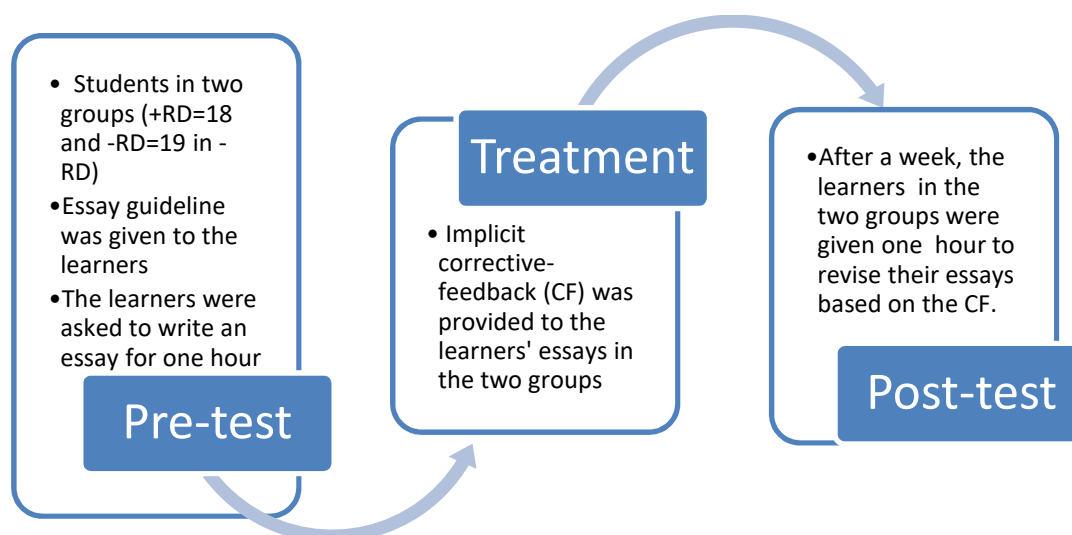 • Students in two
groups (+RD=18
and -RD=19 in -
RD)
•Essay guideline
was given to the
learners
•The learners were
asked to write an
essay for one hour
Pre-test
Treatment
• Implicit
corrective-
feedback (CF) was
provided to the
learners' essays in
the two groups
•After a week, the
learners in the
two groups were
given one hour to
revise their essays
based on the CF.
Post-test